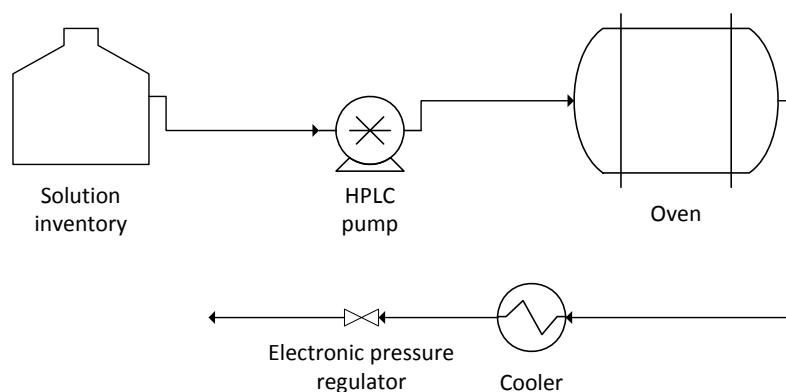 Solution
inventory
HPLC
pump
Oven
Electronic pressure
regulator
Cooler